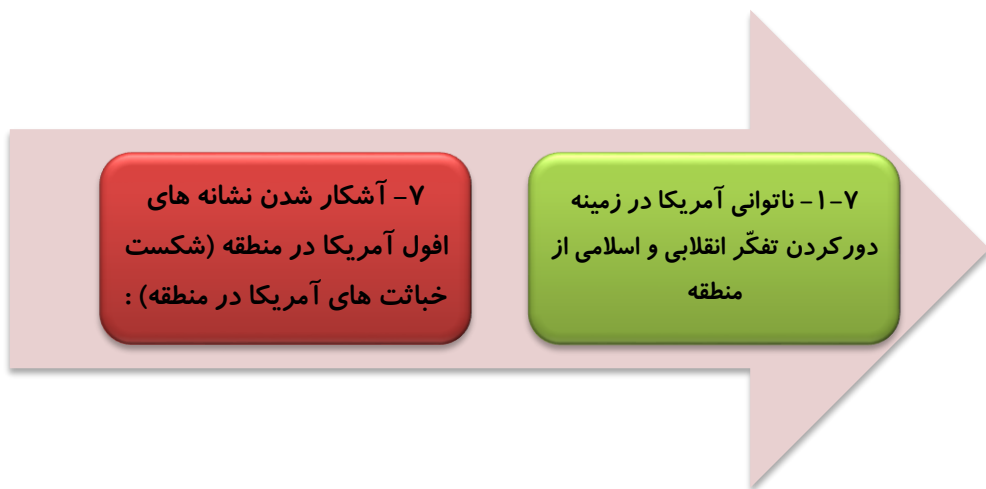 ۷- آشکار شدن نشانه های
افول آمریکا در منطقه (شکست
خباثت های آمریکا در منطقه) :
۷-۱- ناتوانی آمریکا در زمینه
دورکردن تفکّر انقلابی و اسلامی از
منطقه